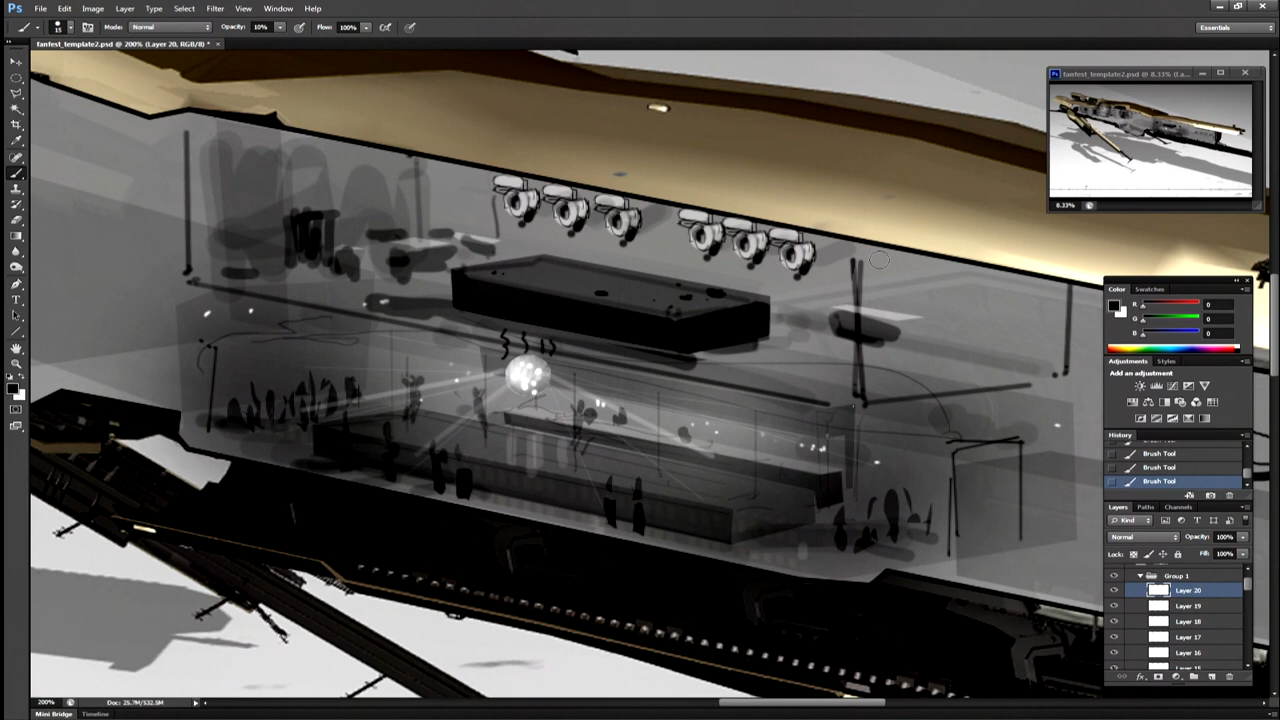 Ps File Edit Image Layer Type Select Filter View Window Help
15 Mode: Normal Opacity: 10% Flow: 100% Essentials
fanfest_template2.psd @ 200% (Layer 20, RGB/8) * ×
fanfest_template2.psd @ 8.33% (La...
8.33%
Color Swatches
R 0
G 0
B 0
Adjustments Styles
Add an adjustment
History
Brush Tool
Brush Tool
Brush Tool
Layers Paths Channels
Kind
Normal Opacity: 100%
Lock: Fill: 100%
Group 1
Layer 20
Layer 19
Layer 18
Layer 17
Layer 16
Layer 15
200% Doc: 25.7M/532.5M
Mini Bridge Timeline